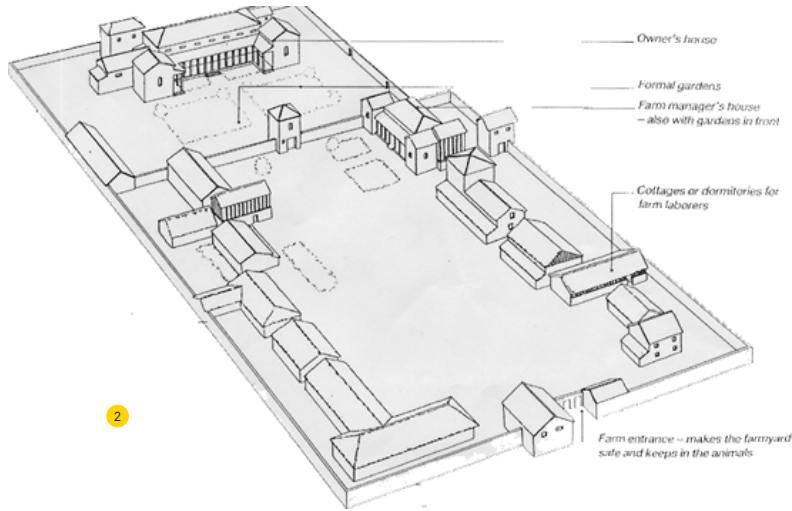 Owner's house
Formal gardens
Farm manager's house
– also with gardens in front
Cottages or dormitories for
farm laborers
2
Farm entrance – makes the farmyard
safe and keeps in the animals